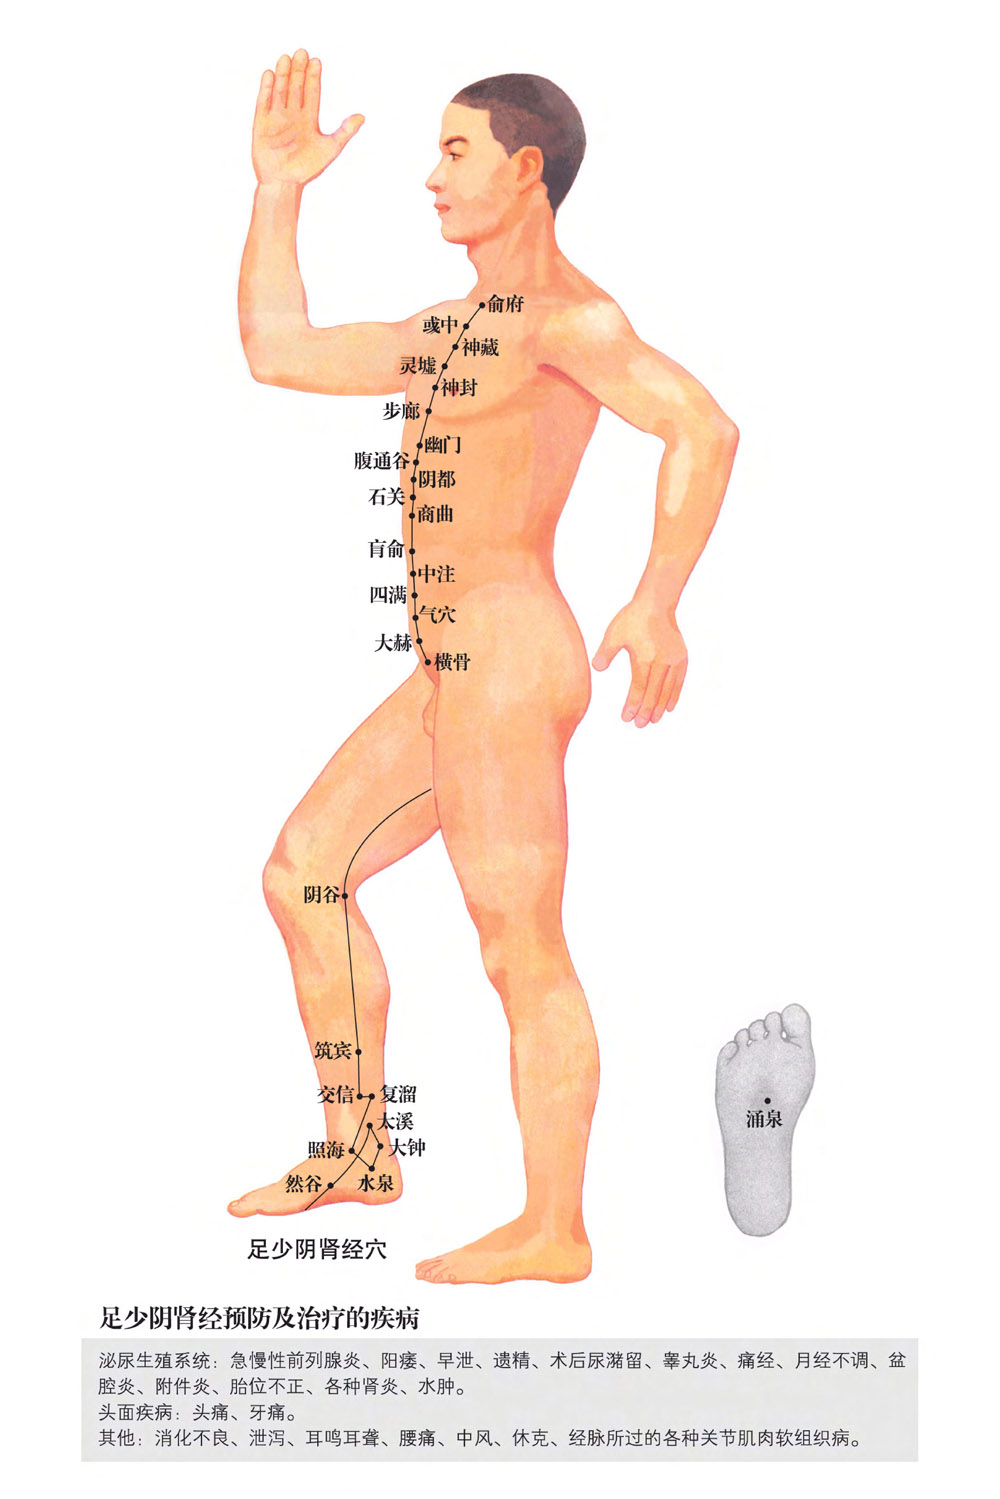 俞府
彧中
神藏
灵墟
神封
步廊
幽门
腹通谷
阴都
石关
商曲
肓俞
中注
四满
气穴
大赫
横骨
阴谷
筑宾
交信
复溜
太溪
照海
大钟
然谷
水泉
涌泉
足少阴肾经穴
足少阴肾经预防及治疗的疾病
泌尿生殖系统：急慢性前列腺炎、阳痿、早泄、遗精、术后尿潴留、睾丸炎、痛经、月经不调、盆
腔炎、附件炎、胎位不正、各种肾炎、水肿。
头面疾病：头痛、牙痛。
其他：消化不良、泄泻、耳鸣耳聋、腰痛、中风、休克、经脉所过的各种关节肌肉软组织病。